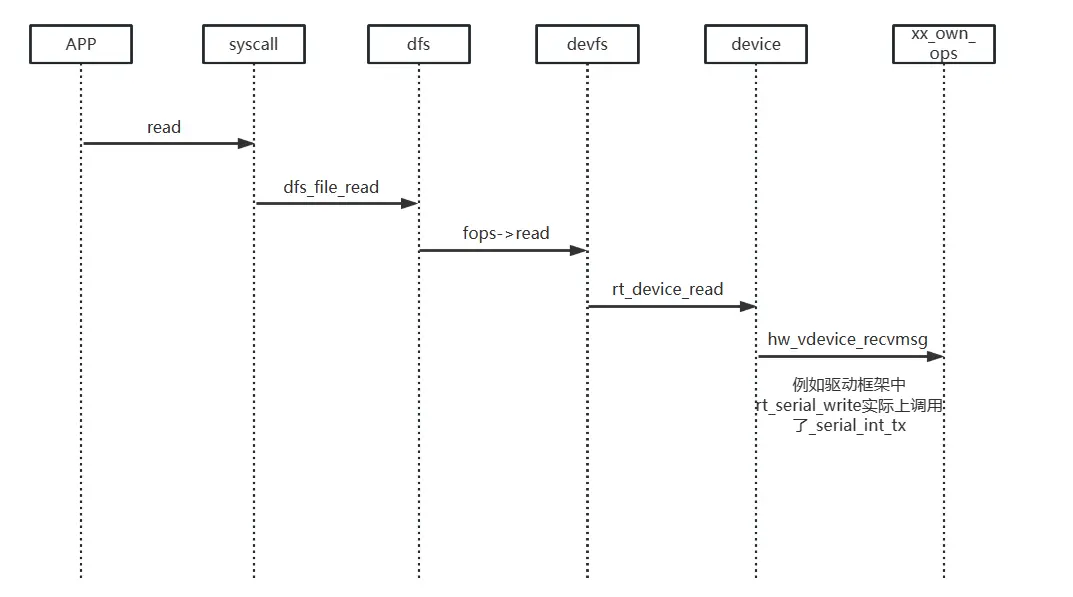 APP
syscall
dfs
devfs
device
xx_own_
ops
read
dfs_file_read
fops->read
rt_device_read
hw_vdevice_recvmsg
例如驱动框架中
rt_serial_write实际上调用
了_serial_int_tx